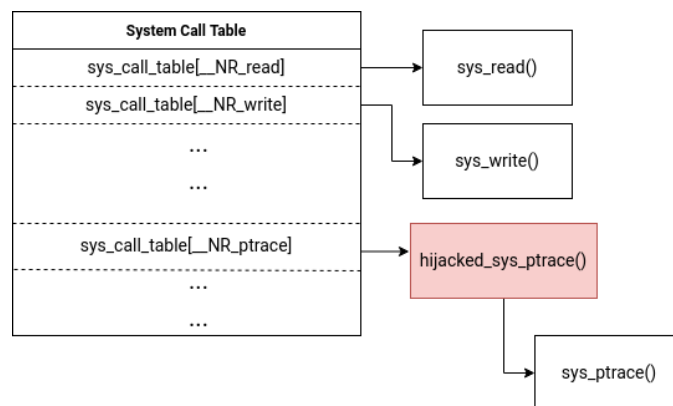 System Call Table
sys_call_table[__NR_read]
sys_read()
sys_call_table[__NR_write]
...
sys_write()
...
sys_call_table[__NR_ptrace]
hijacked_sys_ptrace()
...
...
sys_ptrace()